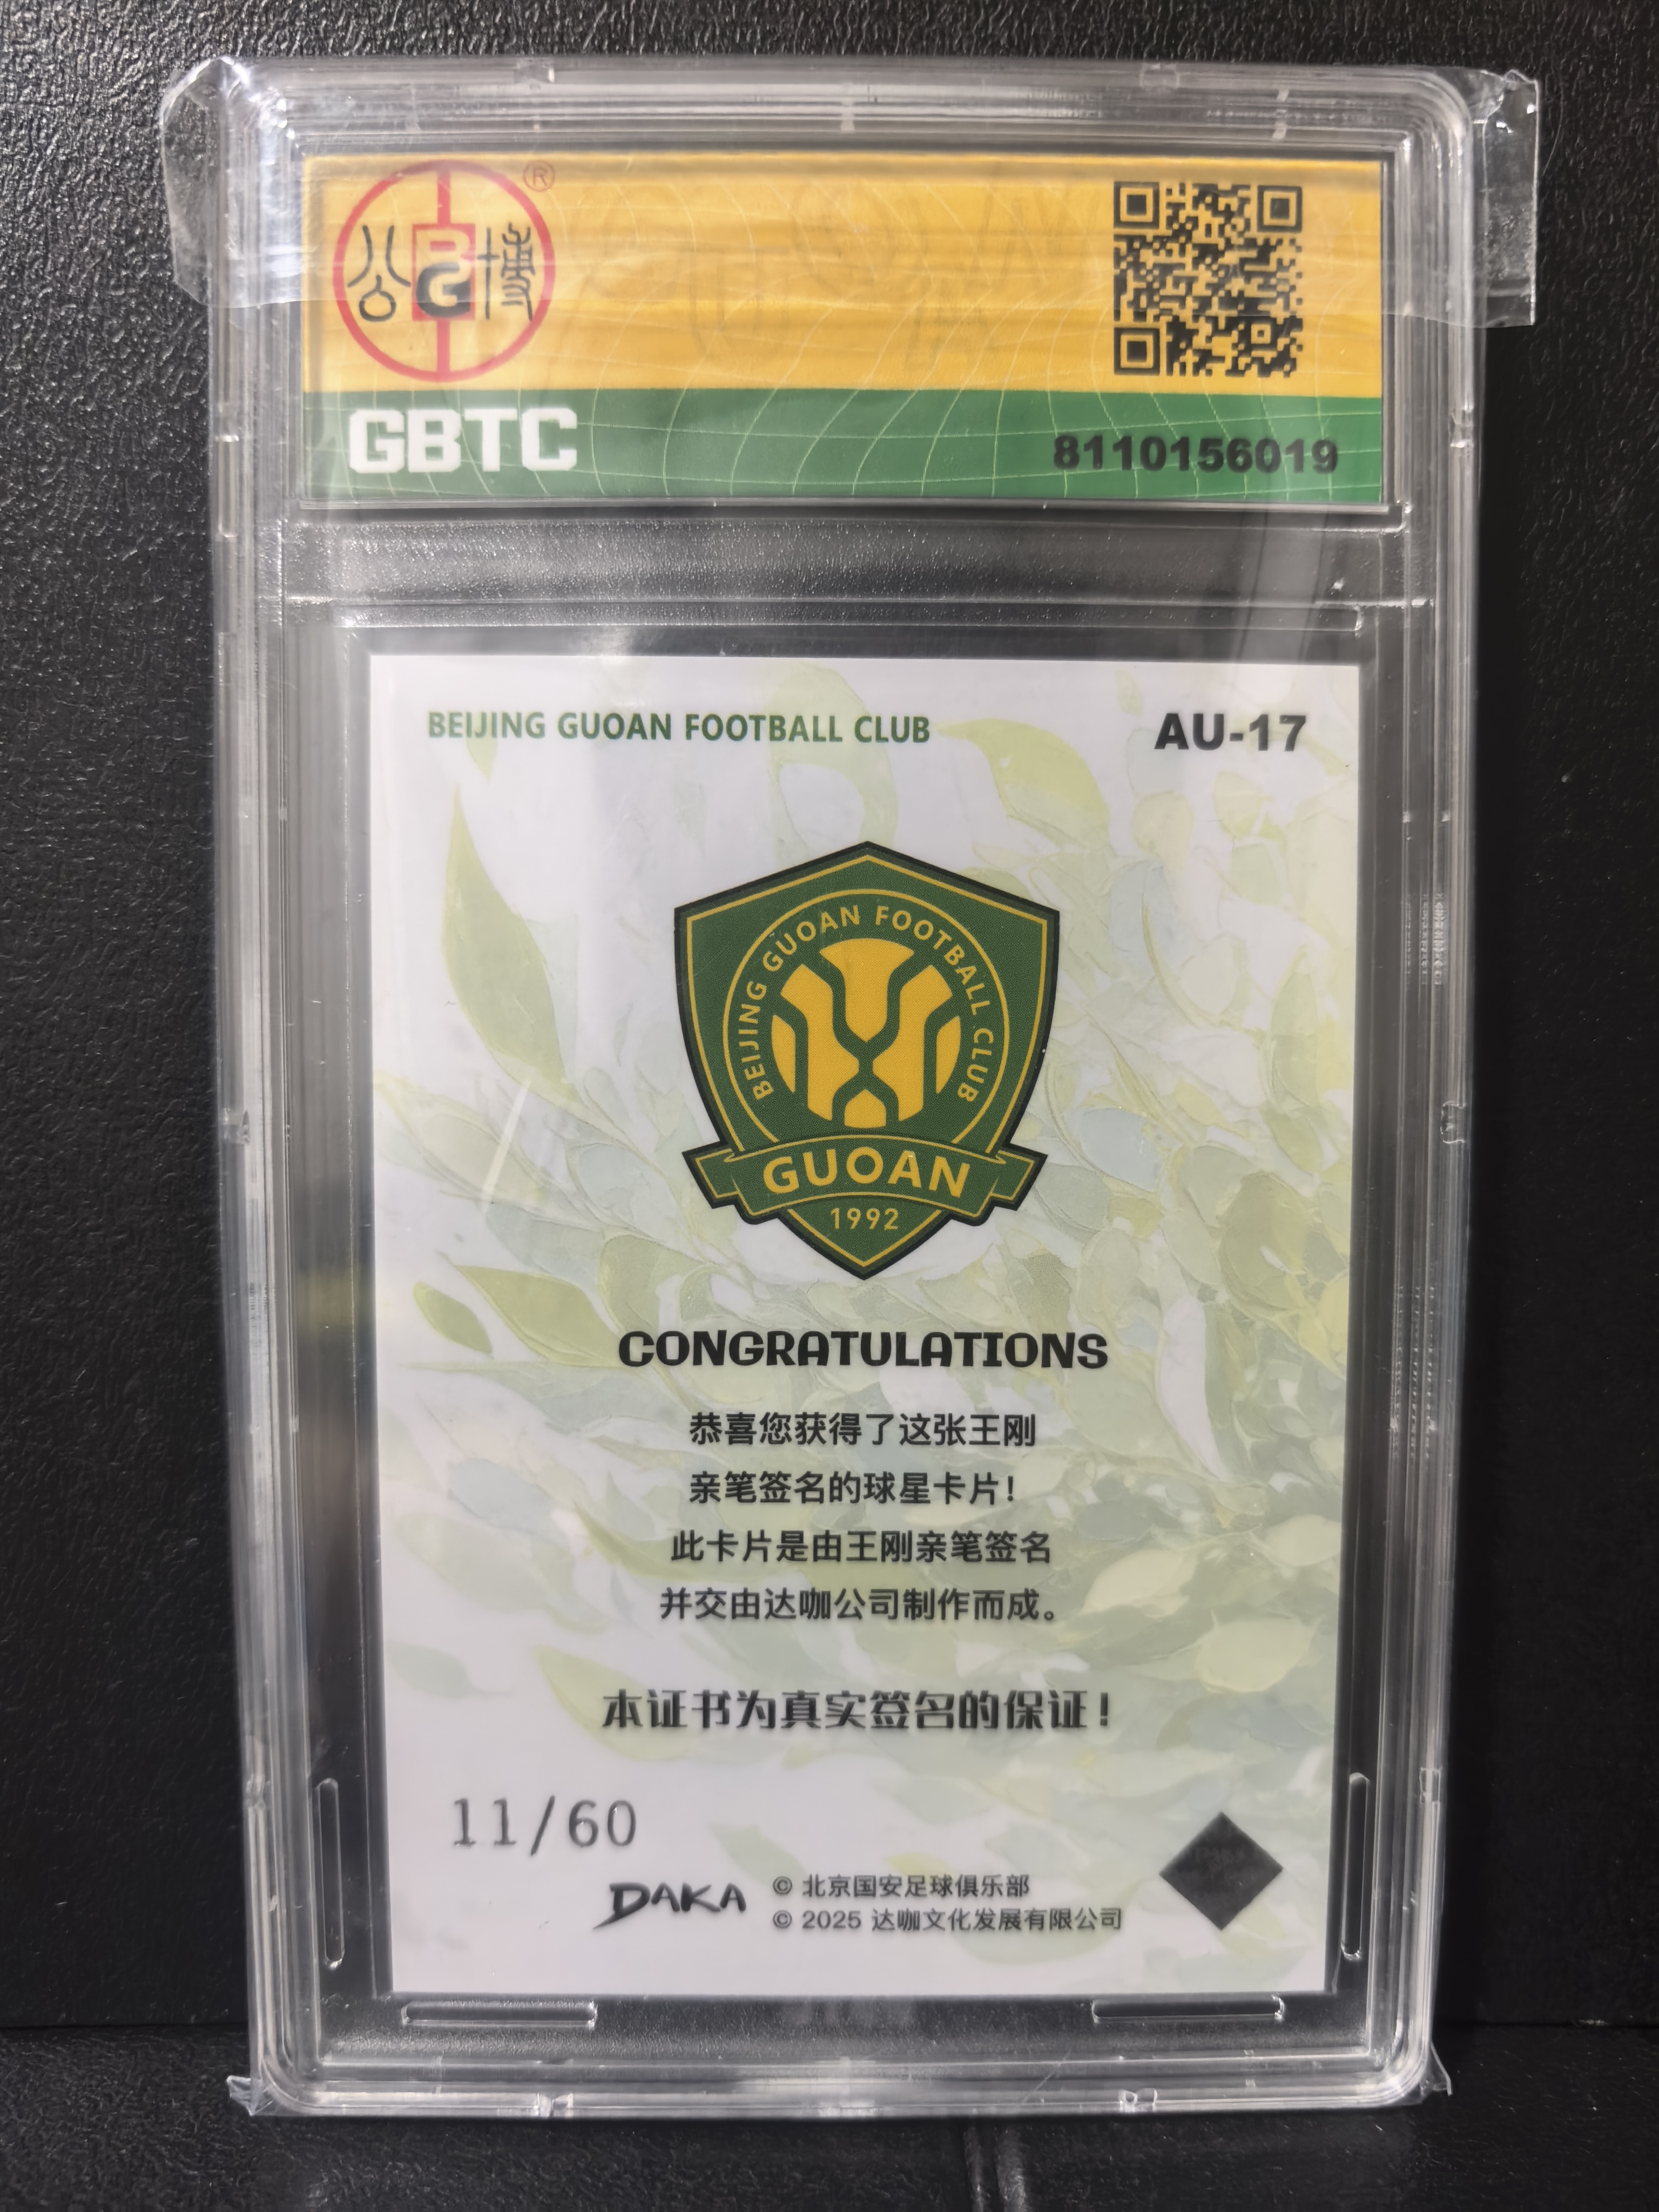 公 BG 博 ®
GBTC
8110156019
BEIJING GUOAN FOOTBALL CLUB
AU-17
BEIJING GUOAN FOOTBALL CLUB
GUOAN
1992
CONGRATULATIONS
恭喜您获得了这张王刚
亲笔签名的球星卡片！
此卡片是由王刚亲笔签名
并交由达咖公司制作而成。
本证书为真实签名的保证！
11/60
DAKA
© 北京国安足球俱乐部
© 2025 达咖文化发展有限公司